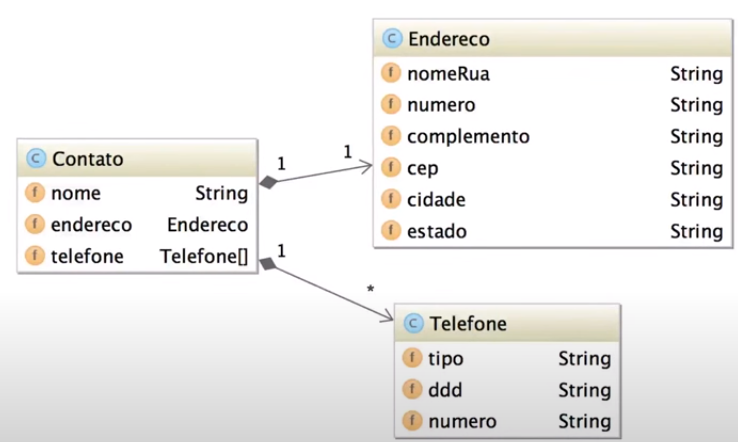 C Contato
f nome String
f endereco Endereco
f telefone Telefone[]
1
1
C Endereco
f nomeRua String
f numero String
f complemento String
f cep String
f cidade String
f estado String
1
*
C Telefone
f tipo String
f ddd String
f numero String